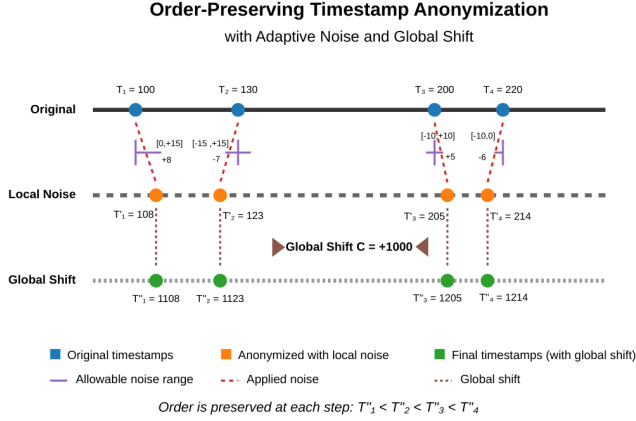 Order-Preserving Timestamp Anonymization
with Adaptive Noise and Global Shift
T₁ = 100 T₂ = 130 T₃ = 200 T₄ = 220
Original
[0,+15] [-15 ,+15] [-10,+10] [-10,0]
+8 -7 +5 -6
Local Noise
T'₁ = 108 T'₂ = 123 T'₃ = 205 T'₄ = 214
Global Shift C = +1000
Global Shift
T"₁ = 1108 T"₂ = 1123 T"₃ = 1205 T"₄ = 1214
Original timestamps Anonymized with local noise Final timestamps (with global shift)
Allowable noise range Applied noise Global shift
Order is preserved at each step: T"₁ < T"₂ < T"₃ < T"₄